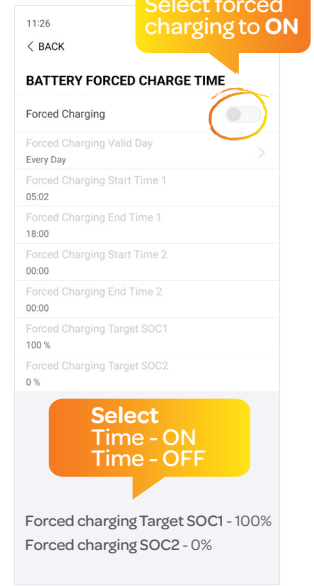 Select forced
charging to ON
11:26
< BACK
BATTERY FORCED CHARGE TIME
Forced Charging
Forced Charging Valid Day
Every Day
Forced Charging Start Time 1
05:02
Forced Charging End Time 1
18:00
Forced Charging Start Time 2
00:00
Forced Charging End Time 2
00:00
Forced Charging Target SOC1
100 %
Forced Charging Target SOC2
0 %
Select
Time - ON
Time - OFF
Forced charging Target SOC1 - 100%
Forced charging SOC2 - 0%